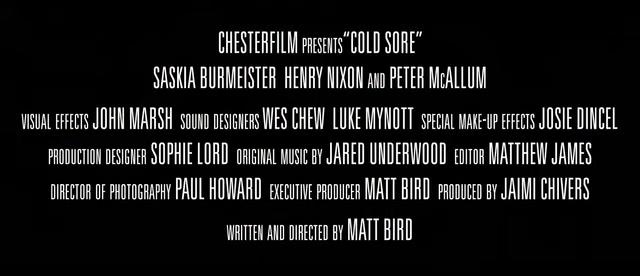 CHESTERFILM PRESENTS "COLD SORE"
SASKIA BURMEISTER HENRY NIXON AND PETER McALLUM
VISUAL EFFECTS JOHN MARSH SOUND DESIGNERS WES CHEW LUKE MYNOTT SPECIAL MAKE-UP EFFECTS JOSIE DINCEL
PRODUCTION DESIGNER SOPHIE LORD ORIGINAL MUSIC BY JARED UNDERWOOD EDITOR MATTHEW JAMES
DIRECTOR OF PHOTOGRAPHY PAUL HOWARD EXECUTIVE PRODUCER MATT BIRD PRODUCED BY JAIMI CHIVERS
WRITTEN AND DIRECTED BY MATT BIRD